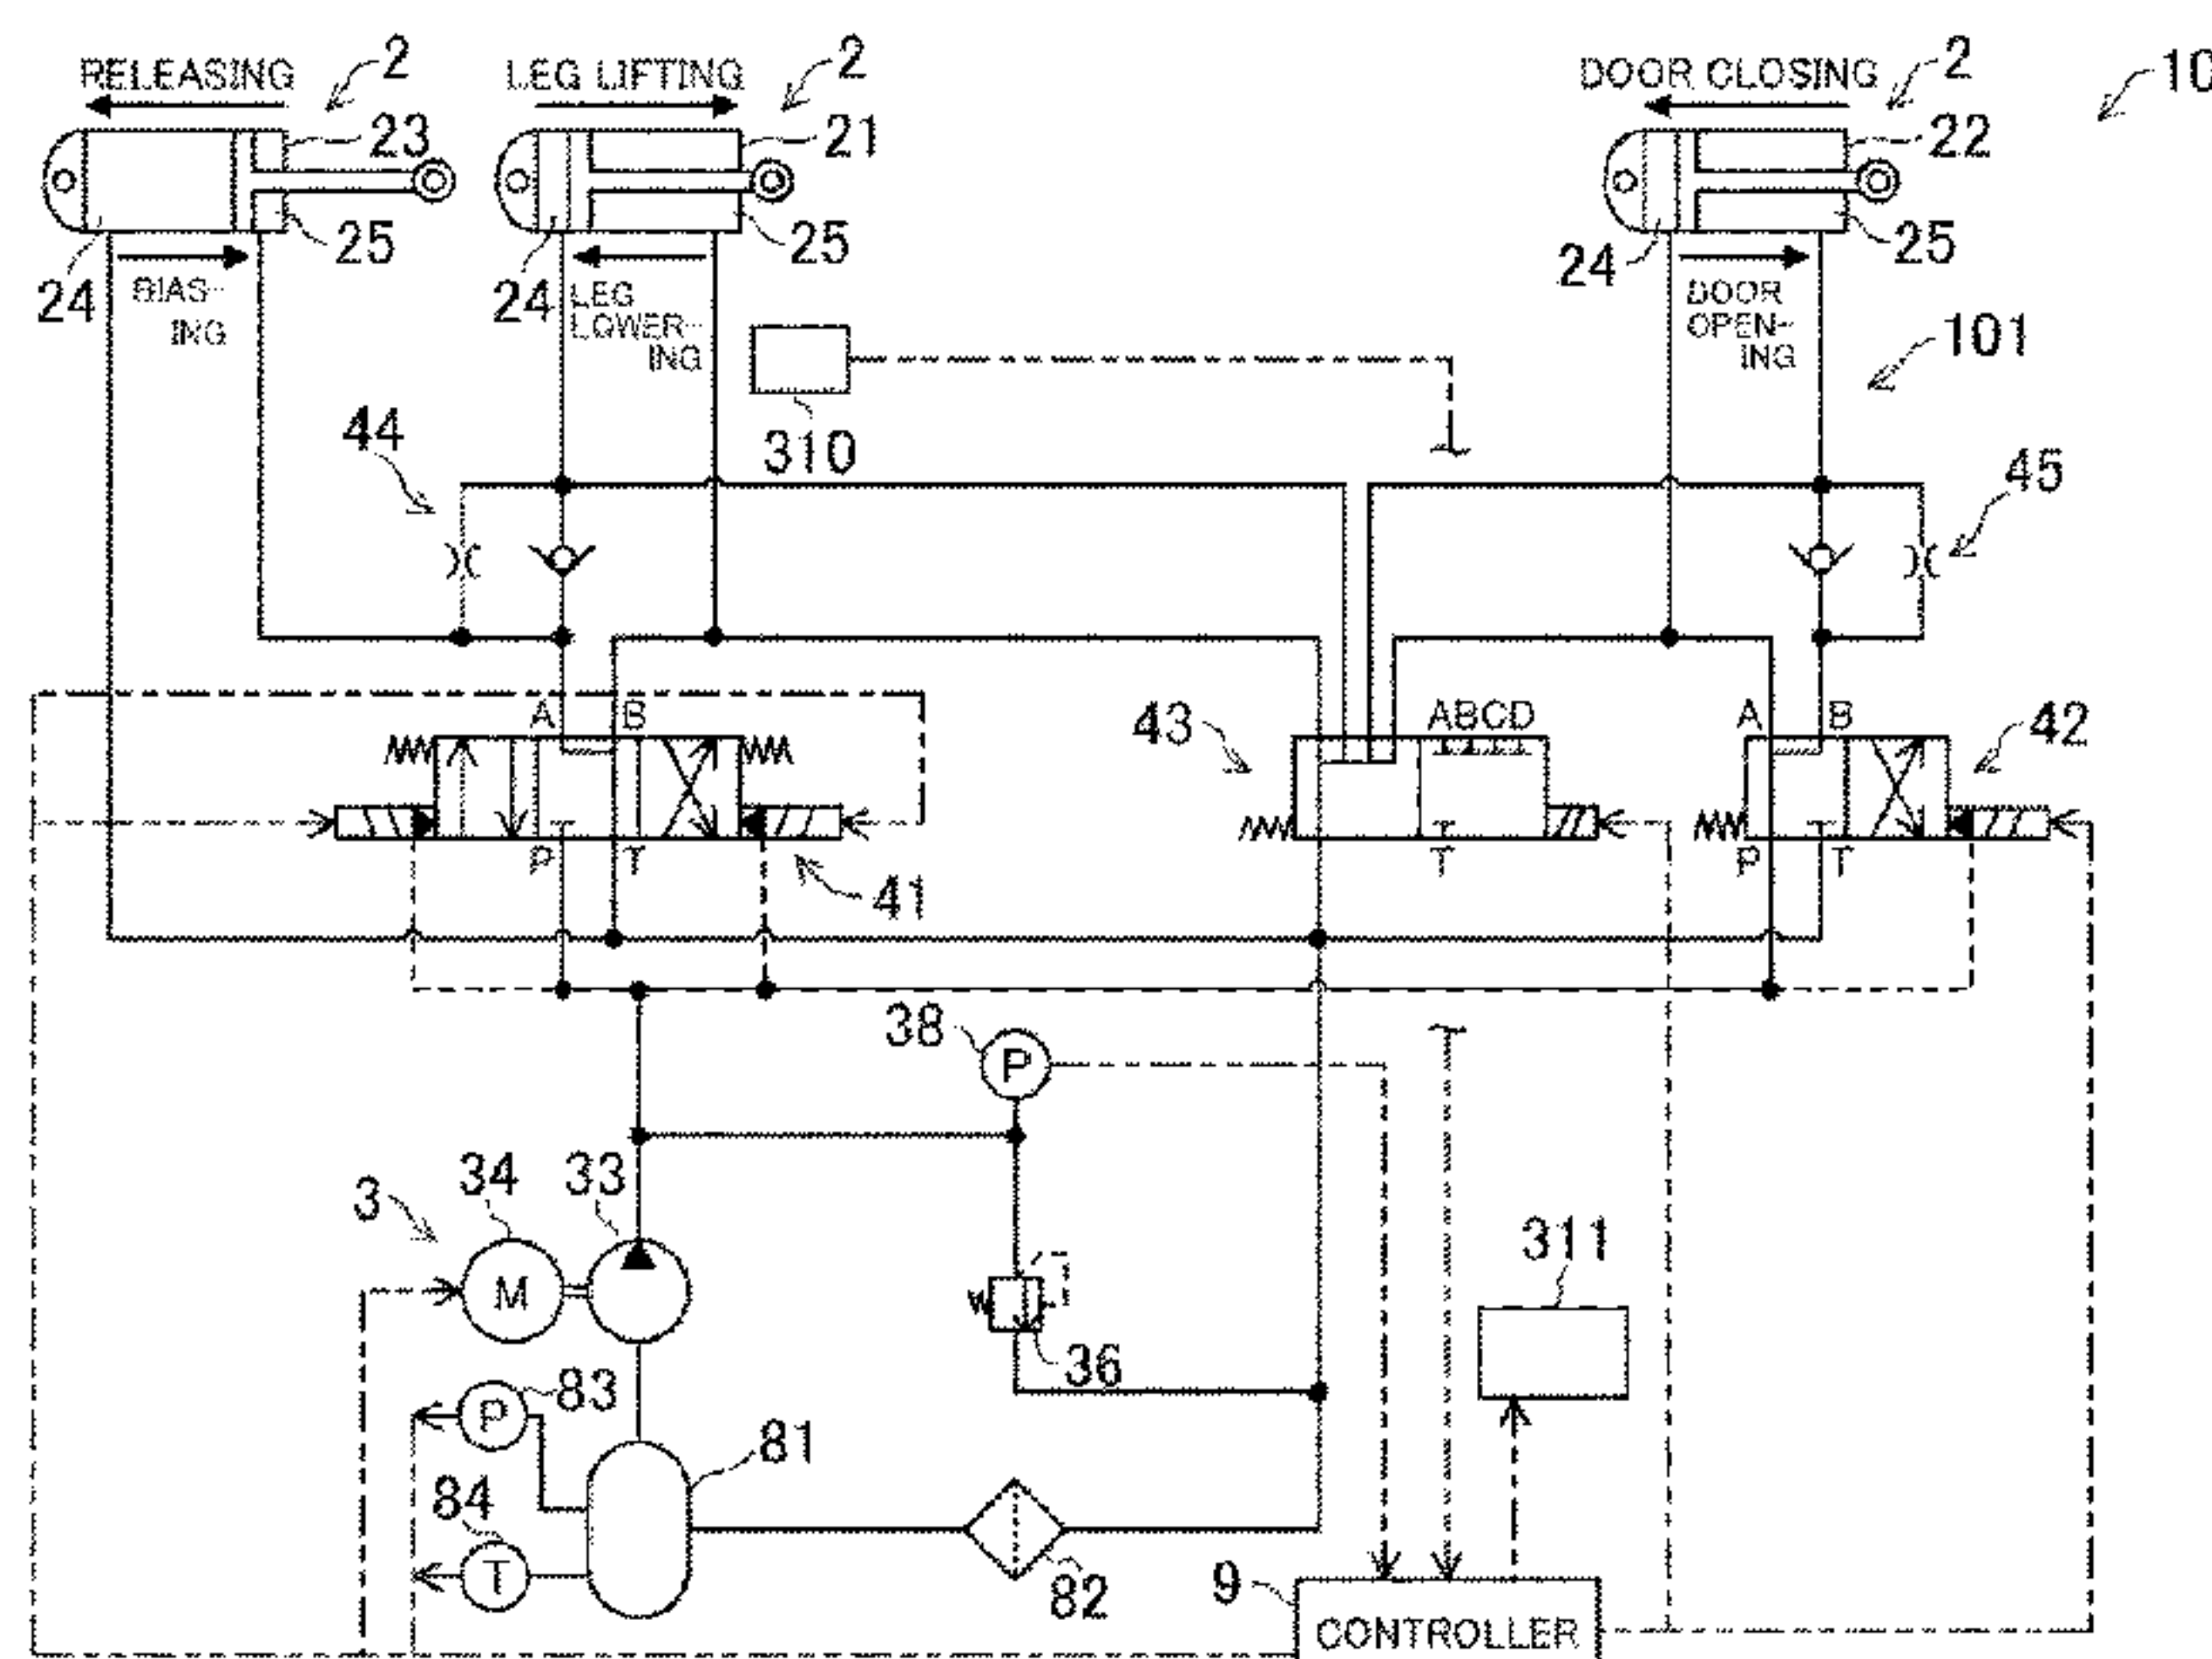 RELEASING 2 LEG LIFTING 2 DOOR CLOSING 2 10
23 21 22
24 25 24 25 24 25
BIAS-
ING
LEG
LOWER-
ING
DOOR
OPEN-
ING
101
310
44 45
A B
43 ABCD
A B 42
P T
T
P T
41
38
P
3 34 33
M
311
36
P 83
81
84
T
82
9
CONTROLLER